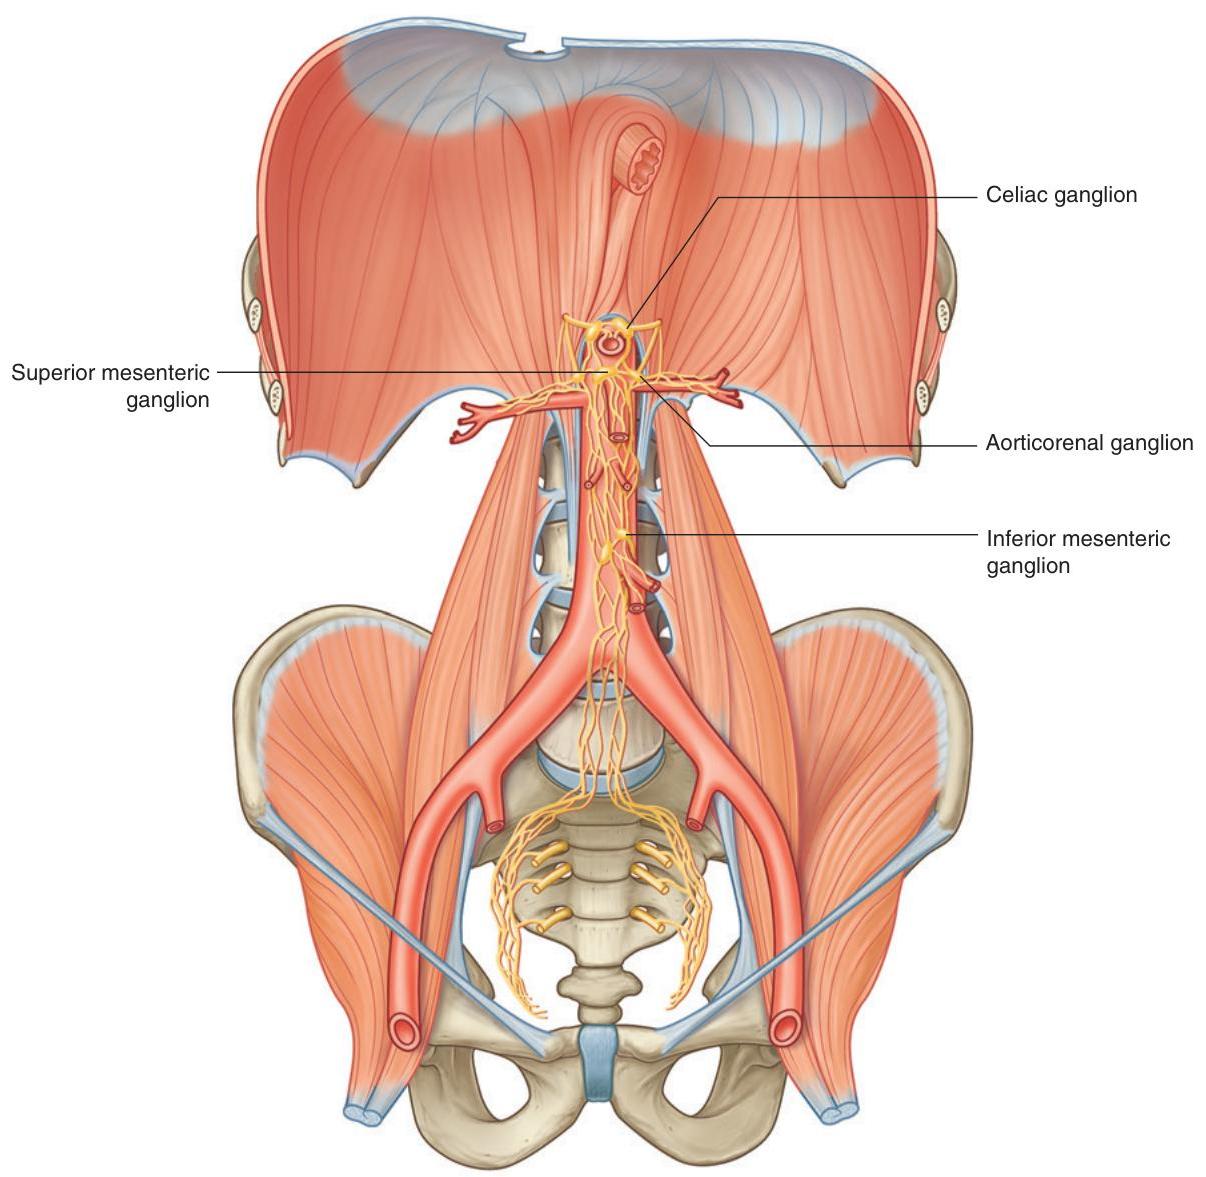 Celiac ganglion
Superior mesenteric
ganglion
Aorticorenal ganglion
Inferior mesenteric
ganglion